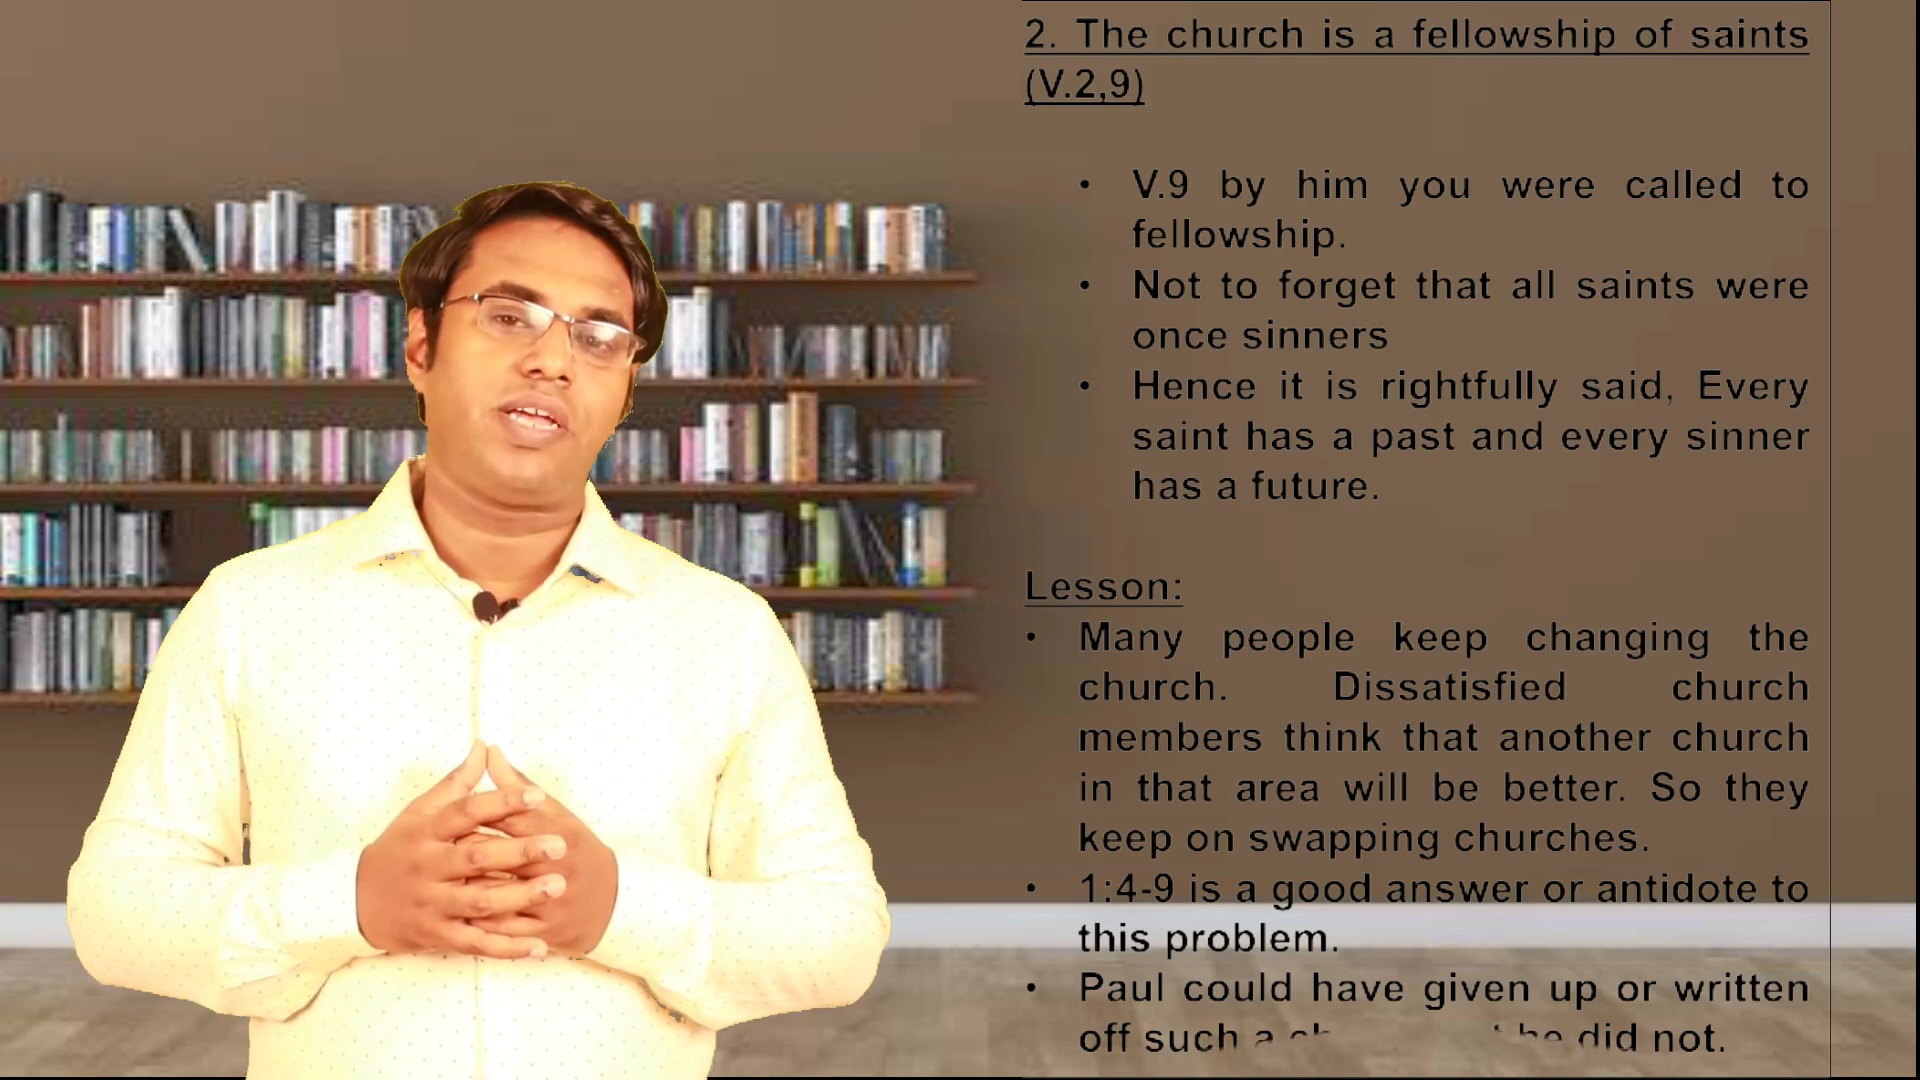 2. The church is a fellowship of saints
(V.2,9)
• V.9 by him you were called to
fellowship.
• Not to forget that all saints were
once sinners
• Hence it is rightfully said, Every
saint has a past and every sinner
has a future.
Lesson:
• Many people keep changing the
church. Dissatisfied church
members think that another church
in that area will be better. So they
keep on swapping churches.
• 1:4-9 is a good answer or antidote to
this problem.
• Paul could have given up or written
off such a he did not.